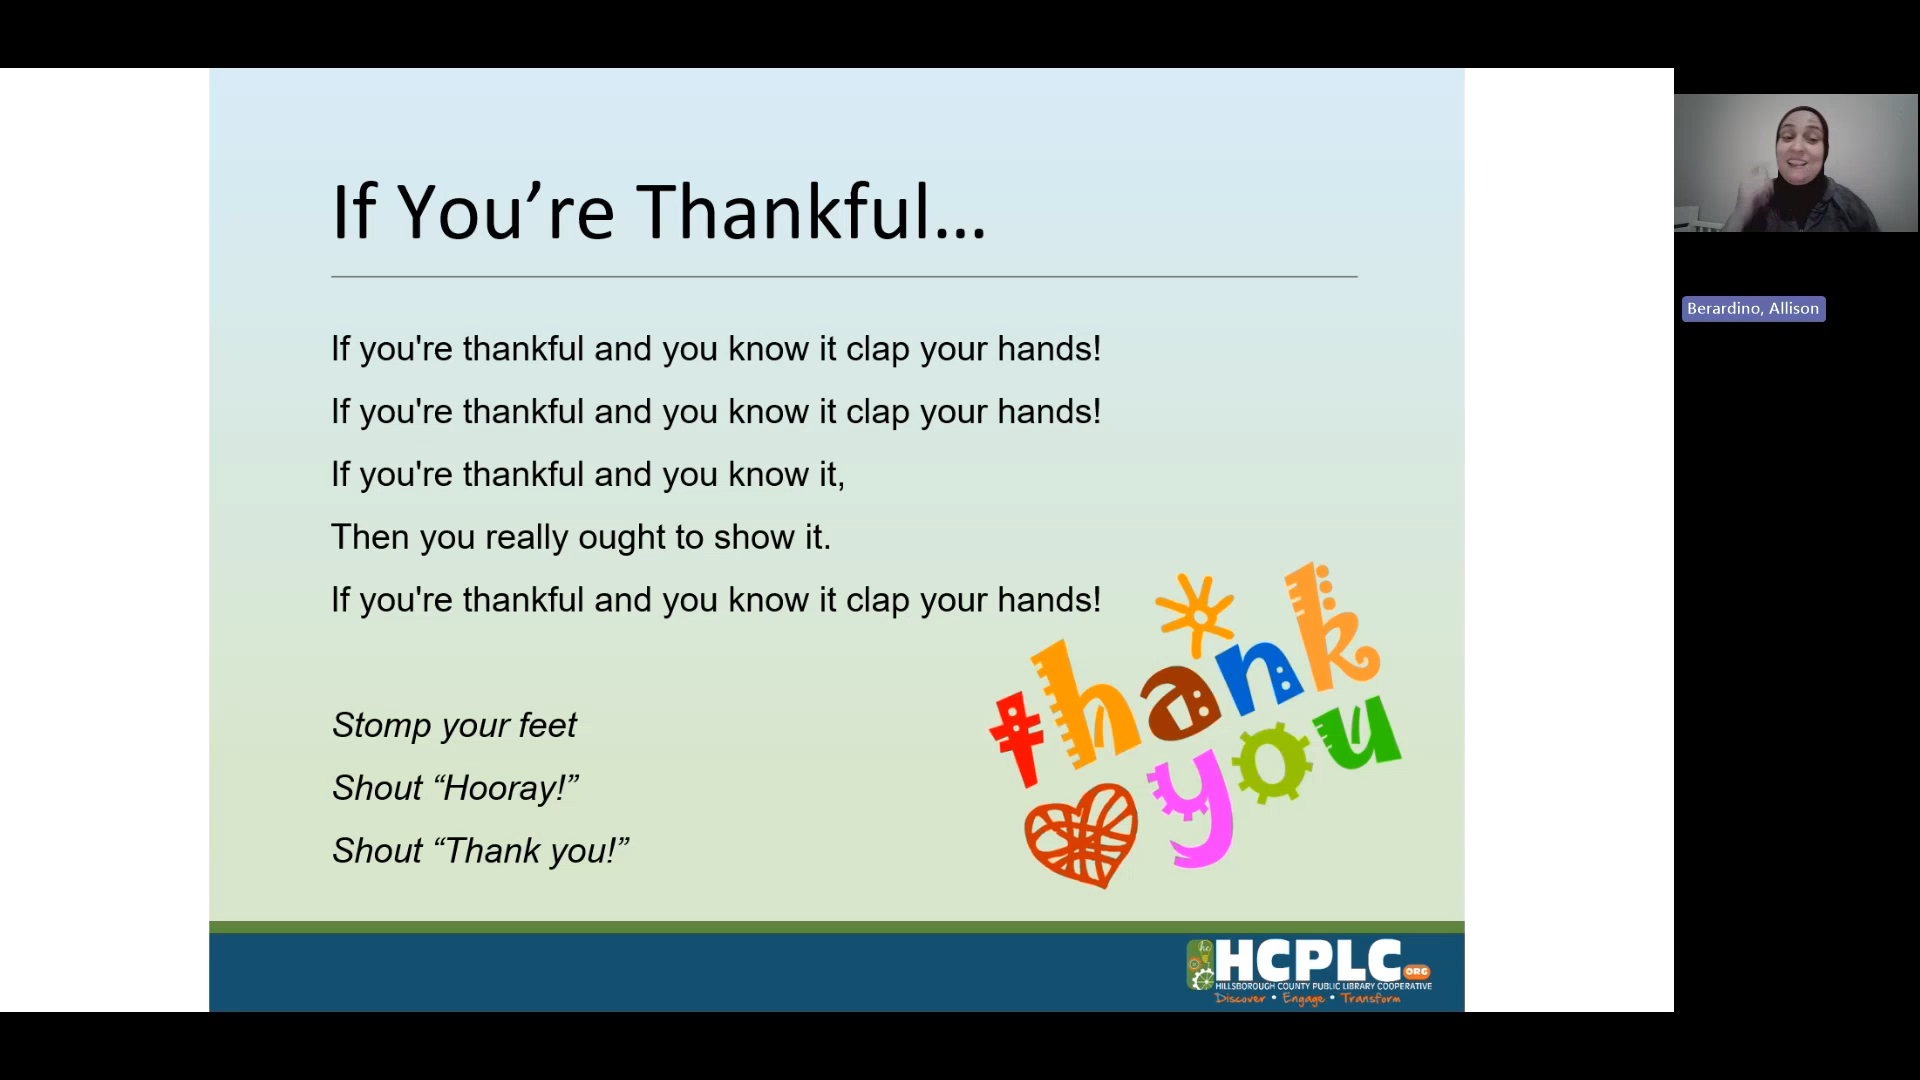 If You’re Thankful...
If you're thankful and you know it clap your hands!
If you're thankful and you know it clap your hands!
If you're thankful and you know it,
Then you really ought to show it.
If you're thankful and you know it clap your hands!
Stomp your feet
Shout “Hooray!”
Shout “Thank you!”
thank
you
hc
HCPLC.ORG
HILLSBOROUGH COUNTY PUBLIC LIBRARY COOPERATIVE
Discover • Engage • Transform
Berardino, Allison